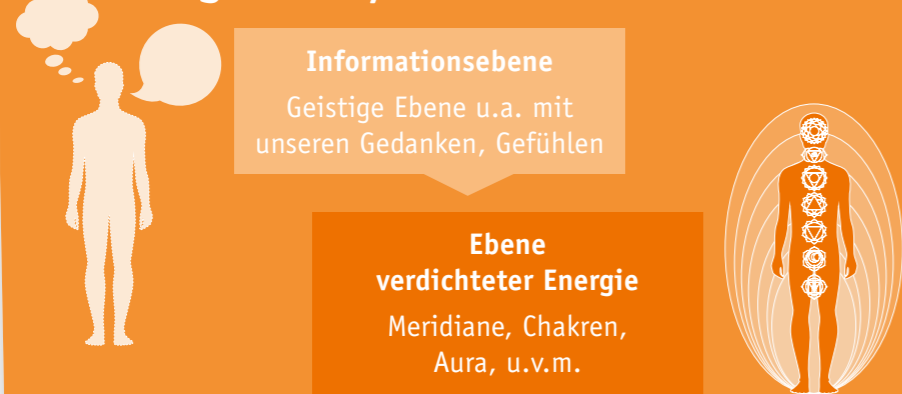 Informationsebene
Geistige Ebene u.a. mit
unseren Gedanken, Gefühlen
Ebene
verdichteter Energie
Meridiane, Chakren,
Aura, u.v.m.